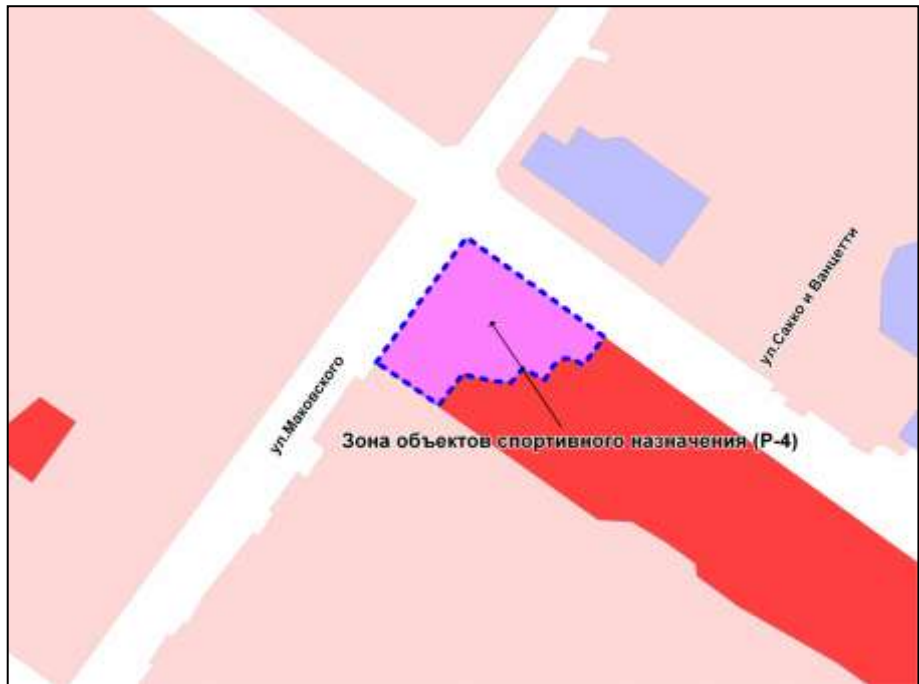 ул.Сакко и Ванцетти
ул.Маковского
Зона объектов спортивного назначения (Р-4)